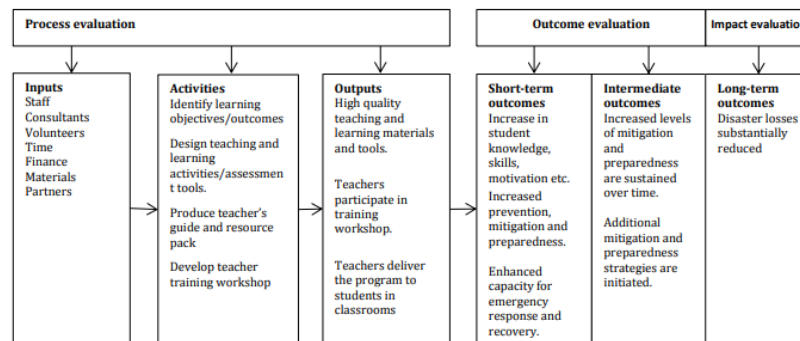 Process evaluation
Outcome evaluation
Impact evaluation
Inputs
Staff
Consultants
Volunteers
Time
Finance
Materials
Partners
Activities
Identify learning
objectives/outcomes
Design teaching and
learning
activities/assessmen
t tools.
Produce teacher's
guide and resource
pack
Develop teacher
training workshop
Outputs
High quality
teaching and
learning materials
and tools.
Teachers
participate in
training
workshop.
Teachers deliver
the program to
students in
classrooms
Short-term
outcomes
Increase in
student
knowledge,
skills,
motivation etc.
Increased
prevention,
mitigation and
preparedness.
Enhanced
capacity for
emergency
response and
recovery.
Intermediate
outcomes
Increased levels
of mitigation
and
preparedness
are sustained
over time.
Additional
mitigation and
preparedness
strategies are
initiated.
Long-term
outcomes
Disaster losses
substantially
reduced